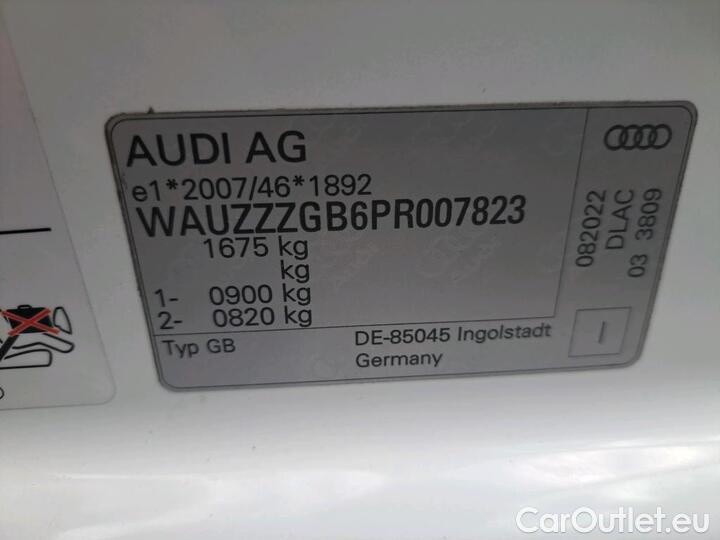 AUDI AG
e1*2007/46*1892
WAUZZZGB6PR007823
1675 kg
kg
1- 0900 kg
2- 0820 kg
Typ GB
DE-85045 Ingolstadt
Germany
082022
DLAC
03 3809
CarOutlet.eu